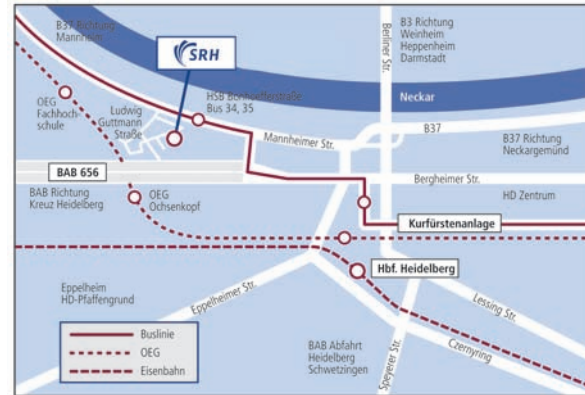 B37 Richtung
Mannheim
SRH
Berliner Str.
B3 Richtung
Weinheim
Heppenheim
Darmstadt
OEG
Fachhoch-
schule
Ludwig
Guttmann
Straße
HSB Bonhoefferstraße
Bus 34, 35
Neckar
Mannheimer Str.
B37
B37 Richtung
Neckargemünd
BAB 656
Bergheimer Str.
BAB Richtung
Kreuz Heidelberg
OEG
Ochsenkopf
HD Zentrum
Kurfürstenanlage
Hbf. Heidelberg
Eppelheim
HD-Pfaffengrund
Eppelheimer Str.
Lessing Str.
Buslinie
OEG
Eisenbahn
BAB Abfahrt
Heidelberg
Schwetzingen
Speyerer Str.
Czernyring